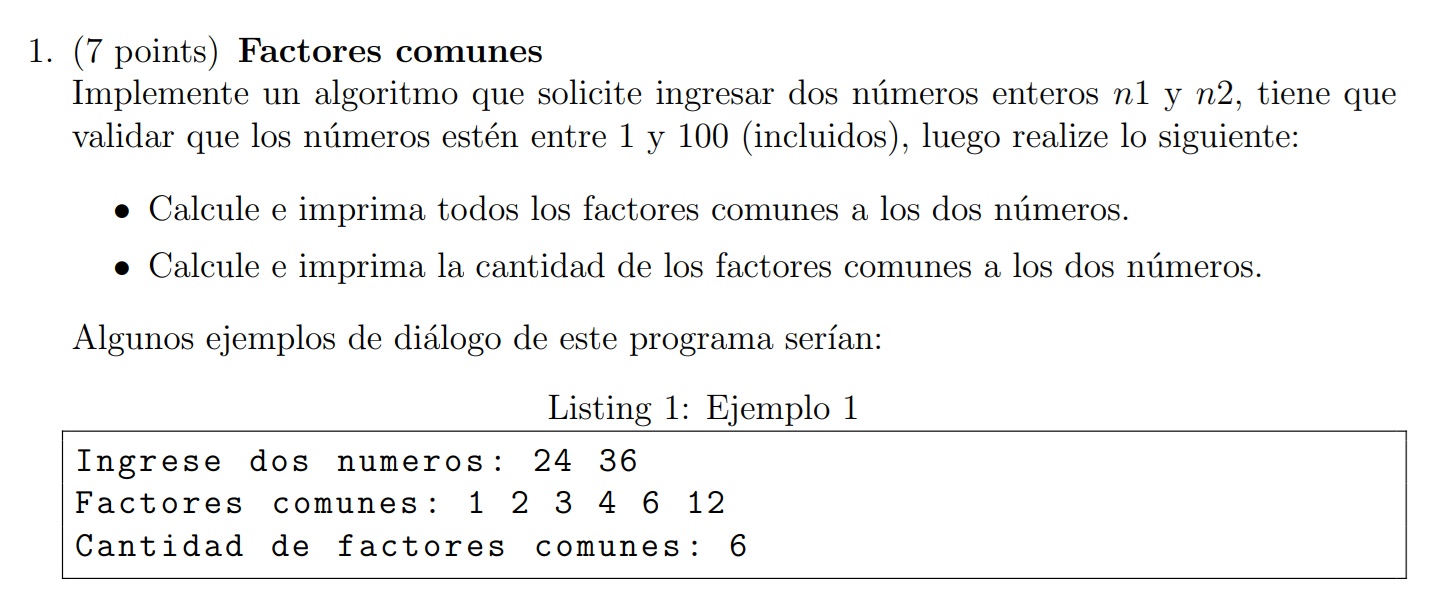 1. (7 points) Factores comunes
Implemente un algoritmo que solicite ingresar dos números enteros n1 y n2, tiene que
validar que los números estén entre 1 y 100 (incluidos), luego realize lo siguiente:
• Calcule e imprima todos los factores comunes a los dos números.
• Calcule e imprima la cantidad de los factores comunes a los dos números.
Algunos ejemplos de diálogo de este programa serían:
Listing 1: Ejemplo 1
Ingrese dos numeros: 24 36
Factores comunes: 1 2 3 4 6 12
Cantidad de factores comunes: 6